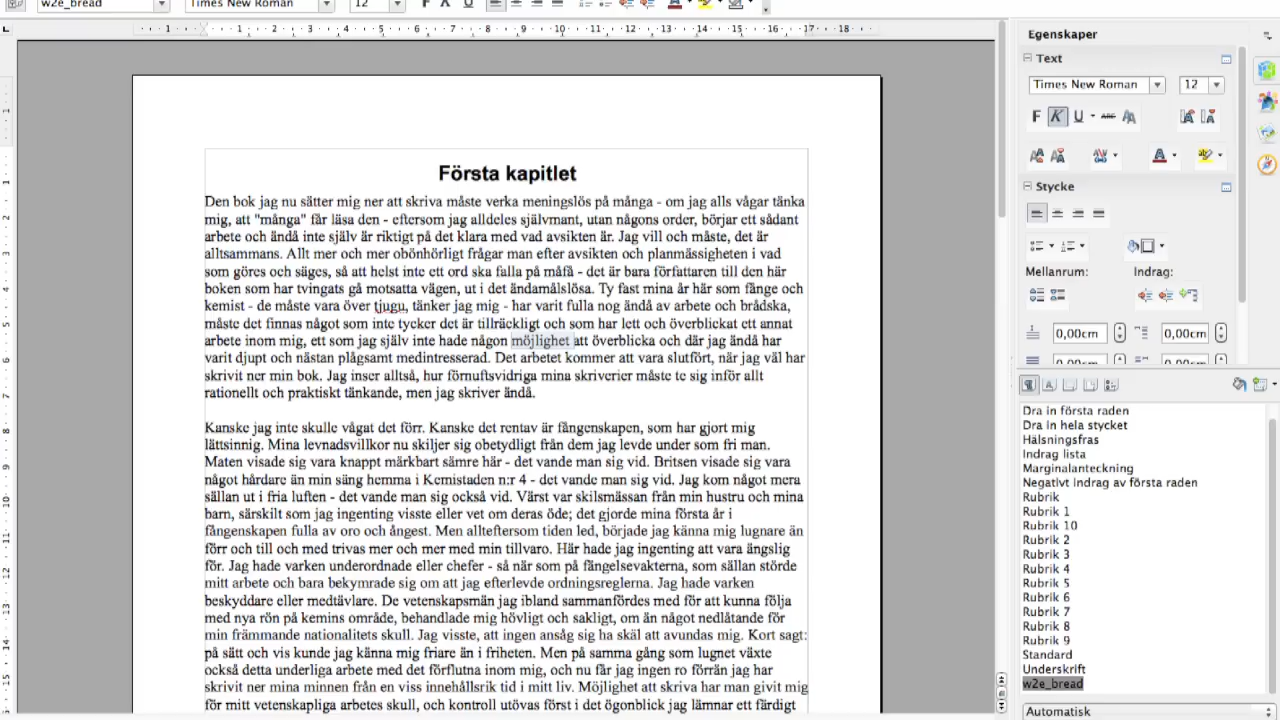 w2e_bread Times New Roman 12 F K U
1 1 2 3 4 5 6 7 8 9 10 11 12 13 14 15 16 17 18
Första kapitlet
Den bok jag nu sätter mig ner att skriva måste verka meningslös på många - om jag alls vågar tänka
mig, att "många" får läsa den - eftersom jag alldeles självmant, utan någons order, börjar ett sådant
arbete och ändå inte själv är riktigt på det klara med vad avsikten är. Jag vill och måste, det är
alltsammans. Allt mer och mer obönhörligt frågar man efter avsikten och planmässigheten i vad
som göres och säges, så att helst inte ett ord ska falla på måfå - det är bara författaren till den här
boken som har tvingats gå motsatta vägen, ut i det ändamålslösa. Ty fast mina år här som fånge och
kemist - de måste vara över tjugu, tänker jag mig - har varit fulla nog ändå av arbete och brådska,
måste det finnas något som inte tycker det är tillräckligt och som har lett och överblickat ett annat
arbete inom mig, ett som jag själv inte hade någon möjlighet att överblicka och där jag ändå har
varit djupt och nästan plågsamt medintresserad. Det arbetet kommer att vara slutfört, när jag väl har
skrivit ner min bok. Jag inser alltså, hur förnuftsvidriga mina skriverier måste te sig inför allt
rationellt och praktiskt tänkande, men jag skriver ändå.
Kanske jag inte skulle vågat det förr. Kanske det rentav är fångenskapen, som har gjort mig
lättsinnig. Mina levnadsvillkor nu skiljer sig obetydligt från dem jag levde under som fri man.
Maten visade sig vara knappt märkbart sämre här - det vande man sig vid. Britsen visade sig vara
något hårdare än min säng hemma i Kemistaden n:r 4 - det vande man sig vid. Jag kom något mera
sällan ut i fria luften - det vande man sig också vid. Värst var skilsmässan från min hustru och mina
barn, särskilt som jag ingenting visste eller vet om deras öde; det gjorde mina första år i
fångenskapen fulla av oro och ångest. Men allteftersom tiden led, började jag känna mig lugnare än
förr och till och med trivas mer och mer med min tillvaro. Här hade jag ingenting att vara ängslig
för. Jag hade varken underordnade eller chefer - så när som på fängelsevakterna, som sällan störde
mitt arbete och bara bekymrade sig om att jag efterlevde ordningsreglerna. Jag hade varken
beskyddare eller medtävlare. De vetenskapsmän jag ibland sammanfördes med för att kunna följa
med nya rön på kemins område, behandlade mig hövligt och sakligt, om än något nedlåtande för
min främmande nationalitets skull. Jag visste, att ingen ansåg sig ha skäl att avundas mig. Kort sagt:
på sätt och vis kunde jag känna mig friare än i friheten. Men på samma gång som lugnet växte
också detta underliga arbete med det förflutna inom mig, och nu får jag ingen ro förrän jag har
skrivit ner mina minnen från en viss innehållsrik tid i mitt liv. Möjlighet att skriva har man givit mig
för mitt vetenskapliga arbetes skull, och kontroll utövas först i det ögonblick jag lämnar ett färdigt
Egenskaper
Text
Times New Roman 12
F K U ABC
Stycke
Mellanrum: Indrag:
0,00cm 0,00cm
0,00cm 0,00cm
Dra in första raden
Dra in hela stycket
Hälsningsfras
Indrag lista
Marginalanteckning
Negativt indrag av första raden
Rubrik
Rubrik 1
Rubrik 10
Rubrik 2
Rubrik 3
Rubrik 4
Rubrik 5
Rubrik 6
Rubrik 7
Rubrik 8
Rubrik 9
Standard
Underskrift
w2e_bread
Automatisk